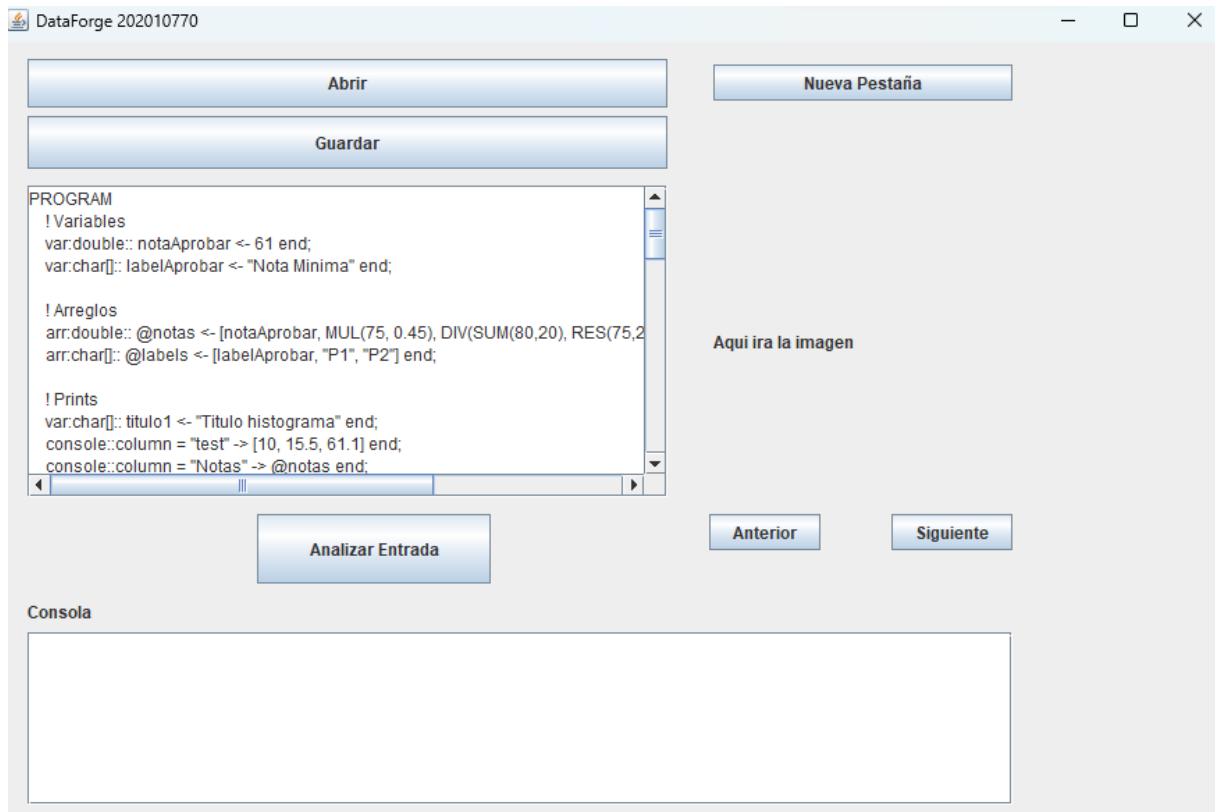 DataForge 202010770
Abrir
Nueva Pestaña
Guardar
PROGRAM
! Variables
var:double:: notaAprobar <- 61 end;
var:char[]:: labelAprobar <- "Nota Minima" end;
! Arreglos
arr:double:: @notas <- [notaAprobar, MUL(75, 0.45), DIV(SUM(80,20), RES(75,2
arr:char[]:: @labels <- [labelAprobar, "P1", "P2"] end;
! Prints
var:char[]:: titulo1 <- "Titulo histograma" end;
console::column = "test" -> [10, 15.5, 61.1] end;
console::column = "Notas" -> @notas end;
Aqui ira la imagen
Analizar Entrada
Anterior
Siguiente
Consola